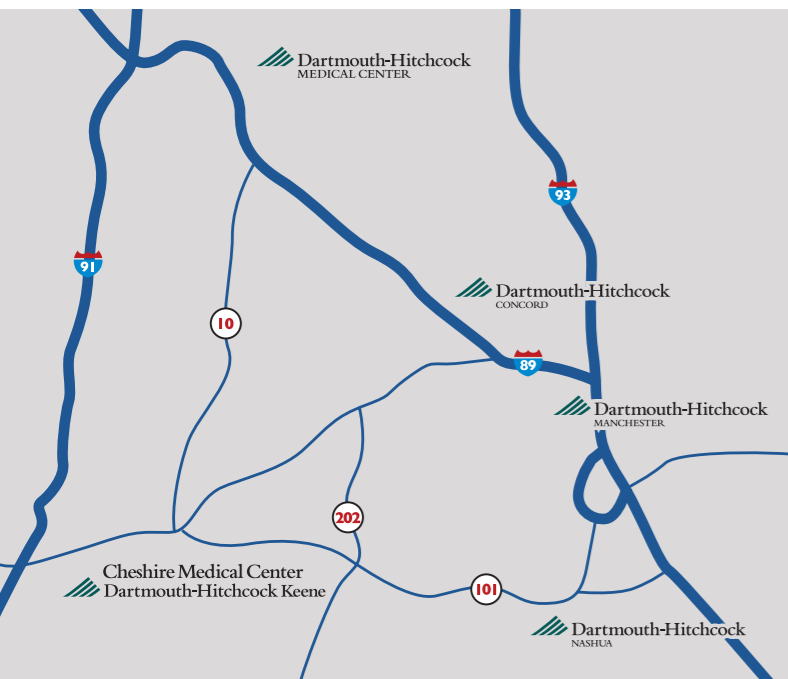 Dartmouth-Hitchcock
MEDICAL CENTER
93
91
Dartmouth-Hitchcock
CONCORD
10
89
Dartmouth-Hitchcock
MANCHESTER
202
Cheshire Medical Center
Dartmouth-Hitchcock Keene
101
Dartmouth-Hitchcock
NASHUA